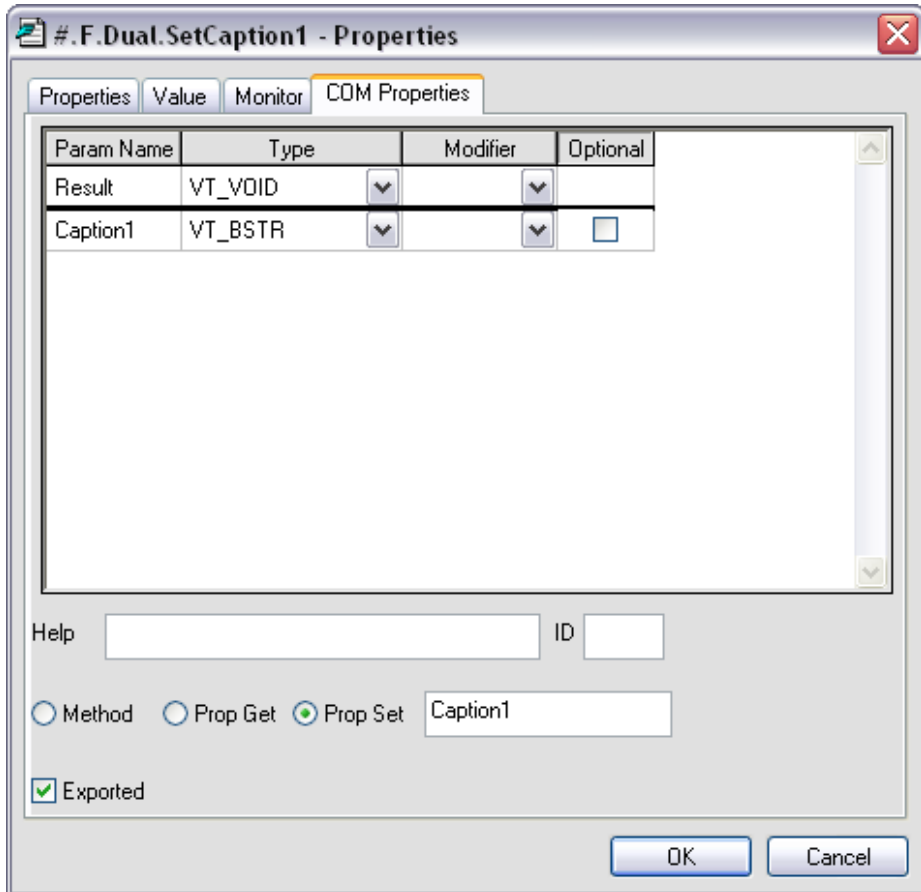 #.F.Dual.SetCaption1 - Properties
Properties Value Monitor COM Properties
Param Name Type Modifier Optional
Result VT_VOID
Caption1 VT_BSTR
Help ID
Method Prop Get Prop Set Caption1
Exported
OK Cancel